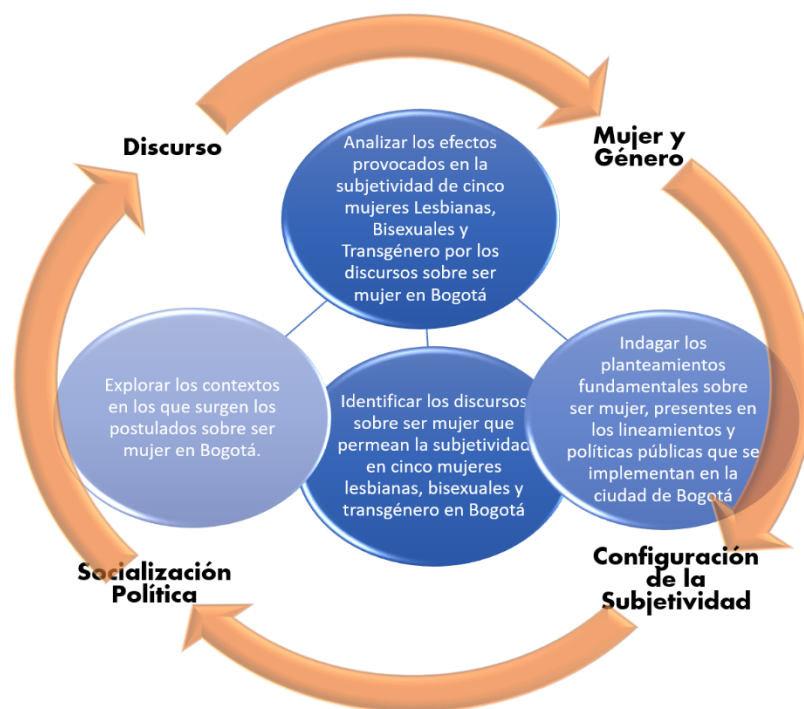 Discurso
Mujer y
Género
Analizar los efectos
provocados en la
subjetividad de cinco
mujeres Lesbianas,
Bisexuales y
Transgénero por los
discursos sobre ser
mujer en Bogotá
Explorar los contextos
en los que surgen los
postulados sobre ser
mujer en Bogotá.
Identificar los discursos
sobre ser mujer que
permean la subjetividad
en cinco mujeres
lesbianas, bisexuales y
transgénero en Bogotá
Indagar los
planteamientos
fundamentales sobre
ser mujer, presentes en
los lineamientos y
políticas públicas que se
implementan en la
ciudad de Bogotá
Socialización
Política
Configuración
de la
Subjetividad